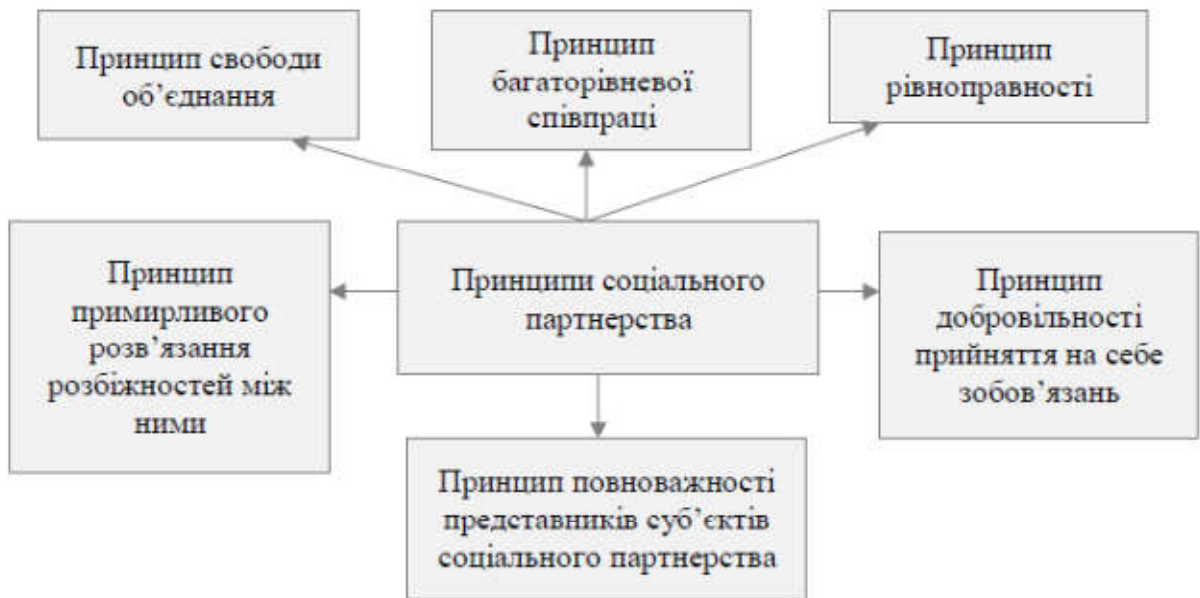 Принцип свободи
об’єднання
Принцип
багаторівневої
співпраці
Принцип
рівноправності
Принцип
примирливого
розв’язання
розбіжностей між
ними
Принципи соціального
партнерства
Принцип
добровільності
прийняття на себе
зобов’язань
Принцип повноважності
представників суб’єктів
соціального партнерства